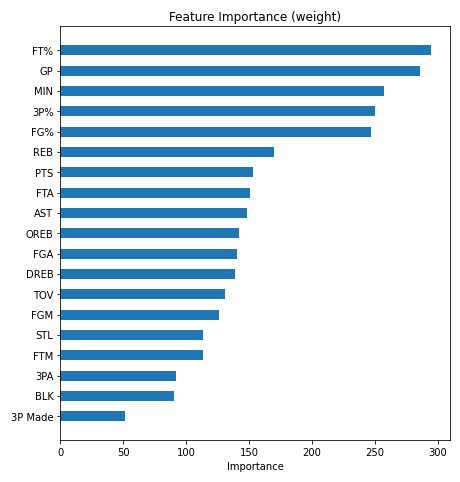 Feature Importance (weight)
FT%
GP
MIN
3P%
FG%
REB
PTS
FTA
AST
OREB
FGA
DREB
TOV
FGM
STL
FTM
3PA
BLK
3P Made
0 50 100 150 200 250 300
Importance